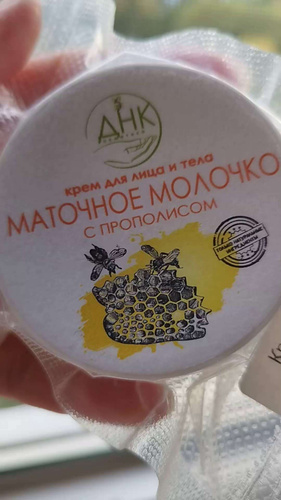 ДНК
крем для лица и тела
МАТОЧНОЕ МОЛОЧКО
С ПРОПОЛИСОМ